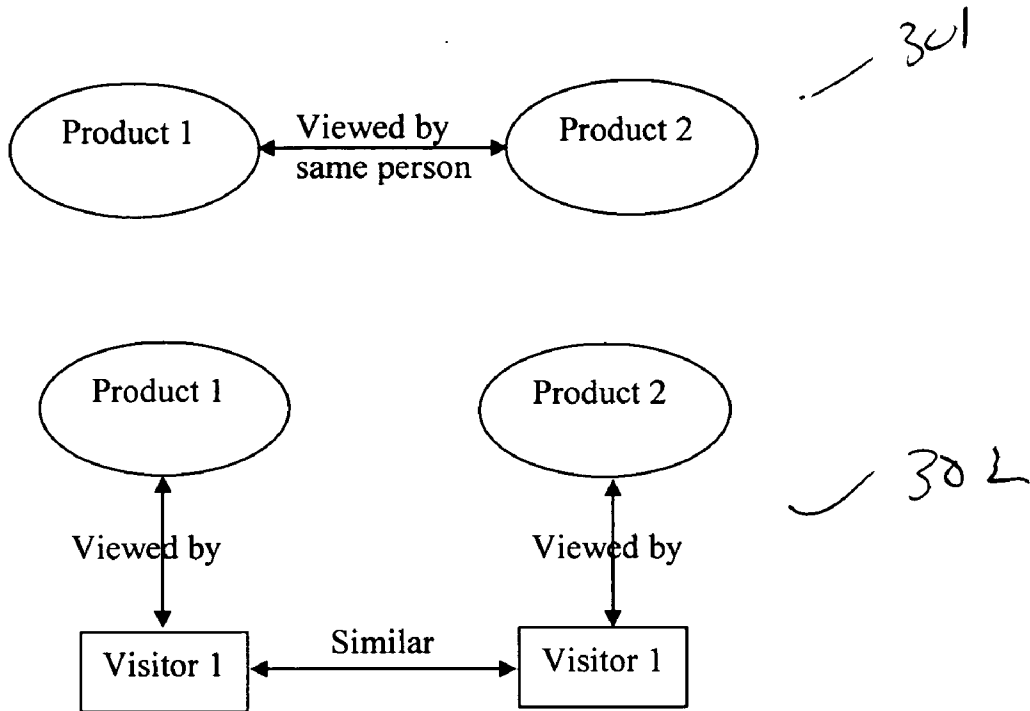 301
Product 1
Viewed by
same person
Product 2
Product 1
Product 2
302
Viewed by
Viewed by
Visitor 1
Similar
Visitor 1